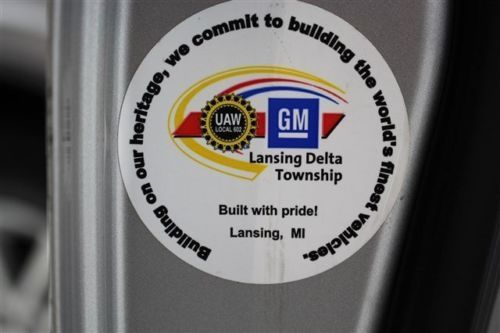 Building on our heritage, we commit to building the world's finest vehicles.
UAW
LOCAL 602
GM
Lansing Delta
Township
Built with pride!
Lansing, MI